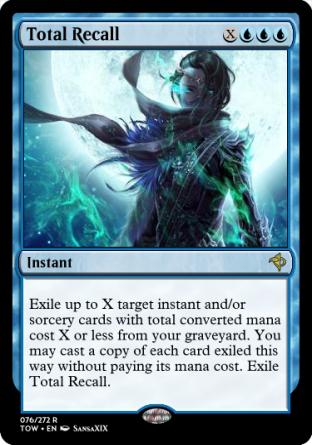 Total Recall X
Instant
Exile up to X target instant and/or
sorcery cards with total converted mana
cost X or less from your graveyard. You
may cast a copy of each card exiled this
way without paying its mana cost. Exile
Total Recall.
076/272 R
TOW • EN SansaXIX